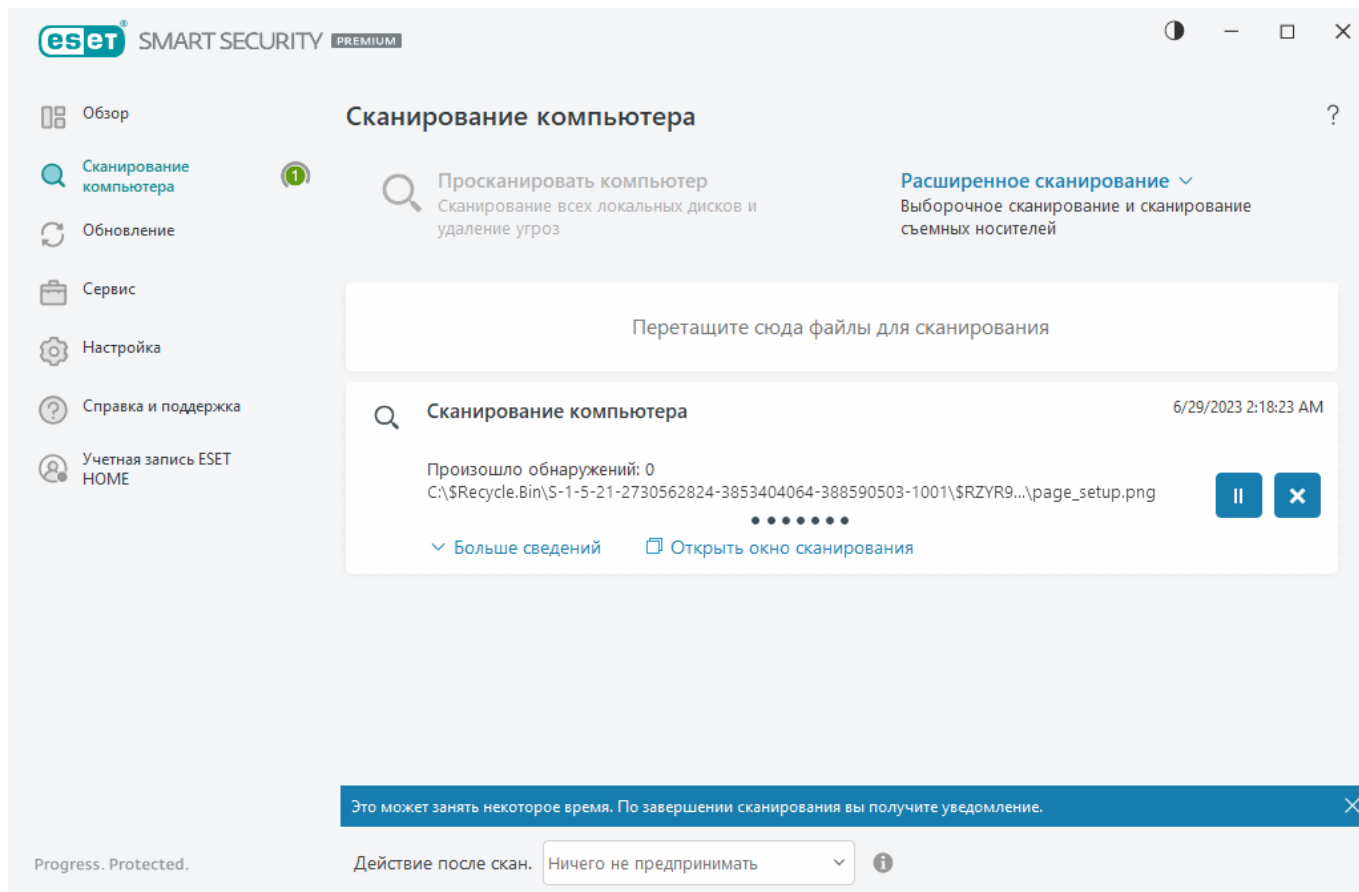 eset® SMART SECURITY PREMIUM
Обзор
Сканирование
компьютера
1
Обновление
Сервис
Настройка
Справка и поддержка
Учетная запись ESET
HOME
Сканирование компьютера
?
Просканировать компьютер
Сканирование всех локальных дисков и
удаление угроз
Расширенное сканирование
Выборочное сканирование и сканирование
съемных носителей
Перетащите сюда файлы для сканирования
Сканирование компьютера
6/29/2023 2:18:23 AM
Произошло обнаружений: 0
C:\$Recycle.Bin\S-1-5-21-2730562824-3853404064-388590503-1001\$RZYR9...\page_setup.png
Больше сведений
Открыть окно сканирования
Это может занять некоторое время. По завершении сканирования вы получите уведомление.
Progress. Protected.
Действие после скан. Ничего не предпринимать